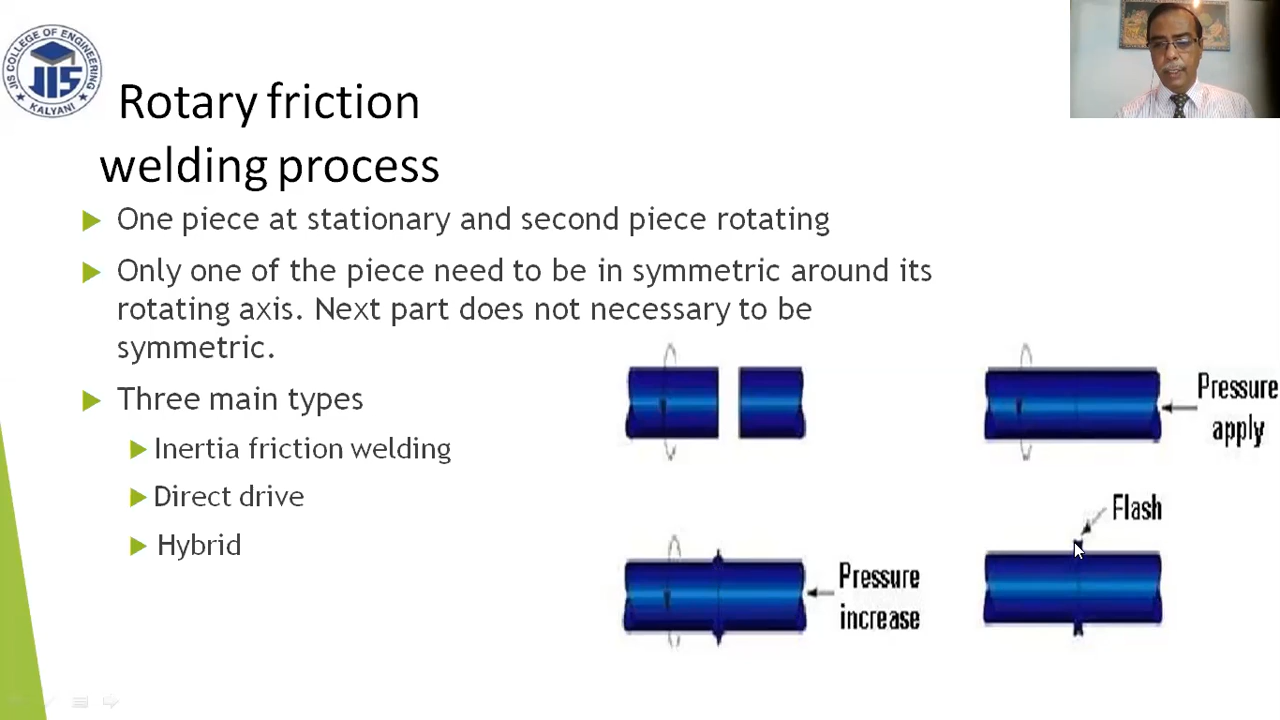 JIS COLLEGE OF ENGINEERING
JIS
KALYANI
Rotary friction
welding process
One piece at stationary and second piece rotating
Only one of the piece need to be in symmetric around its
rotating axis. Next part does not necessary to be
symmetric.
Three main types
Inertia friction welding
Direct drive
Hybrid
Pressure
apply
Flash
Pressure
increase